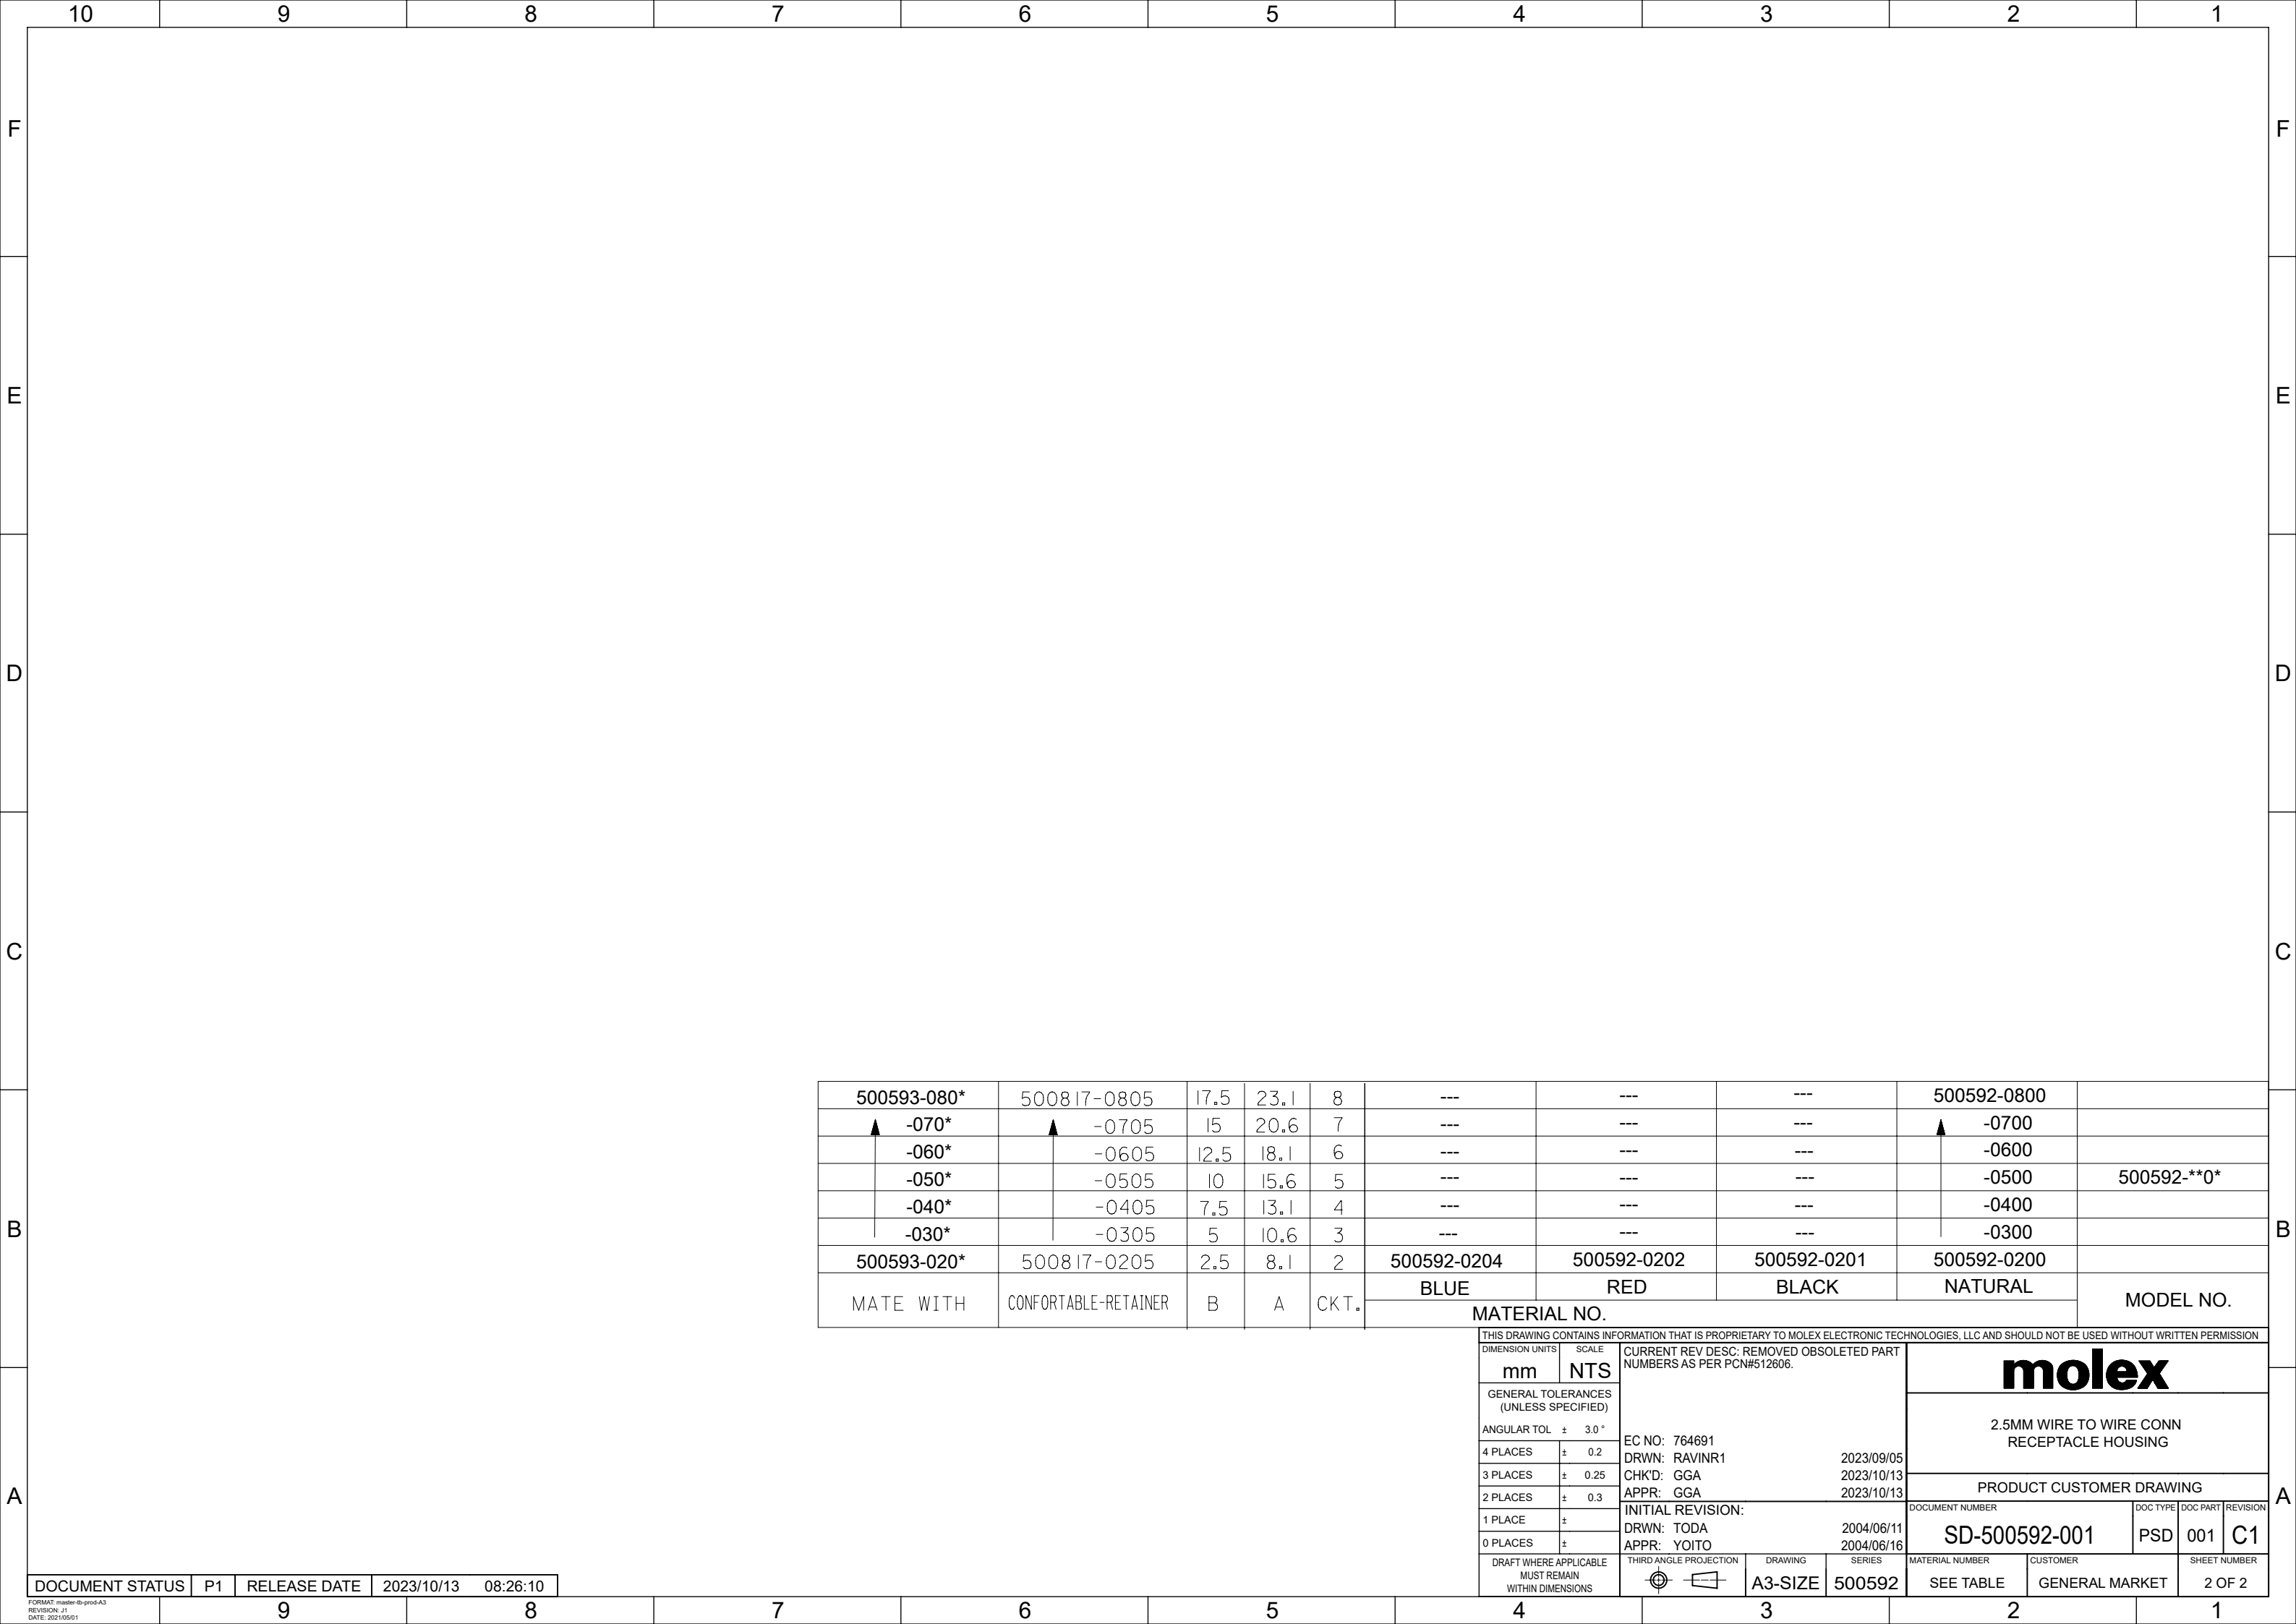 10 9 8 7 6 5 4 3 2 1
F F
E E
D D
C C
B B
A A
500593-080* 500817-0805 17.5 23.1 8 --- --- --- 500592-0800
-070* -0705 15 20.6 7 --- --- --- -0700
-060* -0605 12.5 18.1 6 --- --- --- -0600
-050* -0505 10 15.6 5 --- --- --- -0500 500592-**0*
-040* -0405 7.5 13.1 4 --- --- --- -0400
-030* -0305 5 10.6 3 --- --- --- -0300
500593-020* 500817-0205 2.5 8.1 2 500592-0204 500592-0202 500592-0201 500592-0200
BLUE RED BLACK NATURAL
MATE WITH CONFORTABLE-RETAINER B A CKT. MODEL NO.
MATERIAL NO.
THIS DRAWING CONTAINS INFORMATION THAT IS PROPRIETARY TO MOLEX ELECTRONIC TECHNOLOGIES, LLC AND SHOULD NOT BE USED WITHOUT WRITTEN PERMISSION
DIMENSION UNITS SCALE
mm NTS
GENERAL TOLERANCES
(UNLESS SPECIFIED)
ANGULAR TOL ± 3.0 °
4 PLACES ± 0.2
3 PLACES ± 0.25
2 PLACES ± 0.3
1 PLACE ±
0 PLACES ±
DRAFT WHERE APPLICABLE
MUST REMAIN
WITHIN DIMENSIONS
CURRENT REV DESC: REMOVED OBSOLETED PART
NUMBERS AS PER PCN#512606.
EC NO: 764691
DRWN: RAVINR1 2023/09/05
CHK'D: GGA 2023/10/13
APPR: GGA 2023/10/13
INITIAL REVISION:
DRWN: TODA 2004/06/11
APPR: YOITO 2004/06/16
THIRD ANGLE PROJECTION DRAWING SERIES
A3-SIZE 500592
molex
2.5MM WIRE TO WIRE CONN
RECEPTACLE HOUSING
PRODUCT CUSTOMER DRAWING
DOCUMENT NUMBER DOC TYPE DOC PART REVISION
SD-500592-001 PSD 001 C1
MATERIAL NUMBER CUSTOMER SHEET NUMBER
SEE TABLE GENERAL MARKET 2 OF 2
DOCUMENT STATUS P1 RELEASE DATE 2023/10/13 08:26:10
FORMAT: master-tb-prod-A3
REVISION: J1
DATE: 2021/05/01
9 8 7 6 5 4 3 2 1